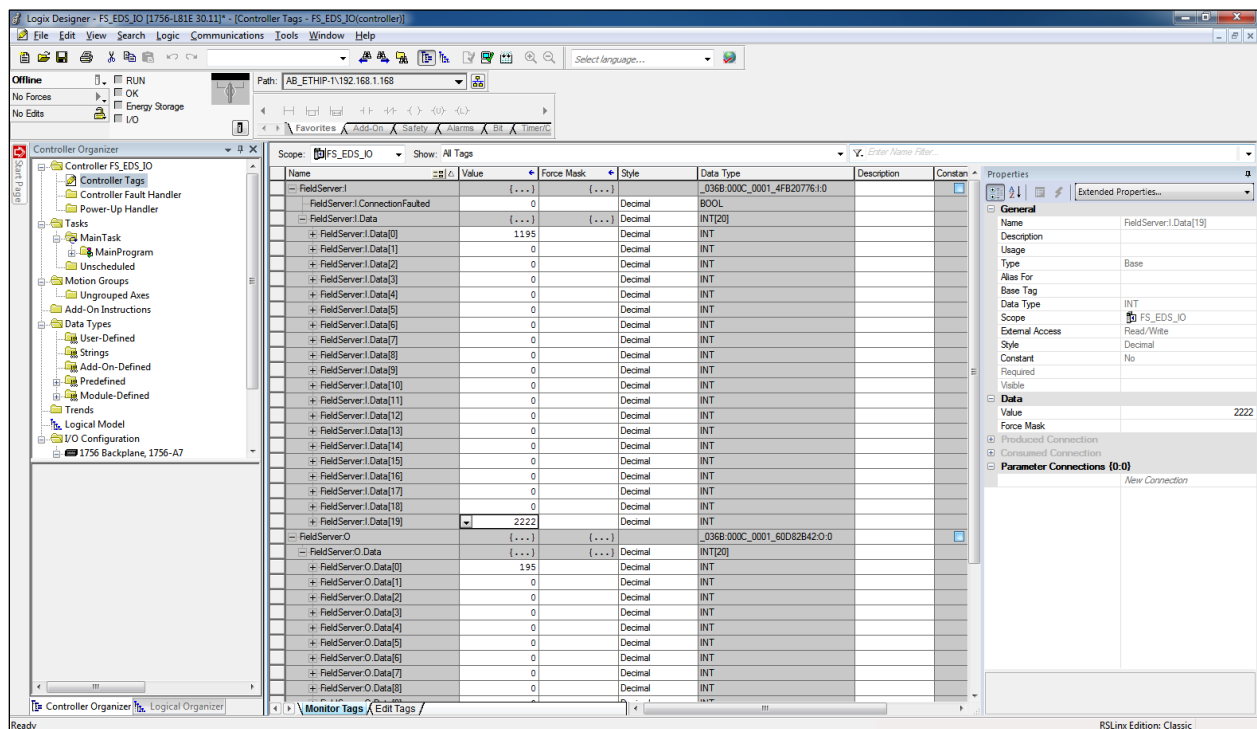 Logix Designer - FS_EDS_IO [1756-L81E 30.11]* - [Controller Tags - FS_EDS_IO(controller)]
File Edit View Search Logic Communications Tools Window Help
Select language...
Offline RUN
No Forces OK
No Edits Energy Storage
I/O
Path: AB_ETHIP-1\192.168.1.168
Favorites Add-On Safety Alarms Bit Timer/C
Start Page
Controller Organizer
Controller FS_EDS_IO
Controller Tags
Controller Fault Handler
Power-Up Handler
Tasks
MainTask
MainProgram
Unscheduled
Motion Groups
Ungrouped Axes
Add-On Instructions
Data Types
User-Defined
Strings
Add-On-Defined
Predefined
Module-Defined
Trends
Logical Model
I/O Configuration
1756 Backplane, 1756-A7
Controller Organizer Logical Organizer
Scope: FS_EDS_IO Show: All Tags Enter Name Filter...
Name Value Force Mask Style Data Type Description Constan
FieldServer:I {...} {...} _036B:000C_0001_4FB20776:I:0
FieldServer:I.ConnectionFaulted 0 Decimal BOOL
FieldServer:I.Data {...} {...} Decimal INT[20]
FieldServer:I.Data[0] 1195 Decimal INT
FieldServer:I.Data[1] 0 Decimal INT
FieldServer:I.Data[2] 0 Decimal INT
FieldServer:I.Data[3] 0 Decimal INT
FieldServer:I.Data[4] 0 Decimal INT
FieldServer:I.Data[5] 0 Decimal INT
FieldServer:I.Data[6] 0 Decimal INT
FieldServer:I.Data[7] 0 Decimal INT
FieldServer:I.Data[8] 0 Decimal INT
FieldServer:I.Data[9] 0 Decimal INT
FieldServer:I.Data[10] 0 Decimal INT
FieldServer:I.Data[11] 0 Decimal INT
FieldServer:I.Data[12] 0 Decimal INT
FieldServer:I.Data[13] 0 Decimal INT
FieldServer:I.Data[14] 0 Decimal INT
FieldServer:I.Data[15] 0 Decimal INT
FieldServer:I.Data[16] 0 Decimal INT
FieldServer:I.Data[17] 0 Decimal INT
FieldServer:I.Data[18] 0 Decimal INT
FieldServer:I.Data[19] 2222 Decimal INT
FieldServer:O {...} {...} _036B:000C_0001_60D82B42:O:0
FieldServer:O.Data {...} {...} Decimal INT[20]
FieldServer:O.Data[0] 195 Decimal INT
FieldServer:O.Data[1] 0 Decimal INT
FieldServer:O.Data[2] 0 Decimal INT
FieldServer:O.Data[3] 0 Decimal INT
FieldServer:O.Data[4] 0 Decimal INT
FieldServer:O.Data[5] 0 Decimal INT
FieldServer:O.Data[6] 0 Decimal INT
FieldServer:O.Data[7] 0 Decimal INT
FieldServer:O.Data[8] 0 Decimal INT
Monitor Tags Edit Tags
Properties
Extended Properties...
General
Name FieldServer:I.Data[19]
Description
Usage
Type Base
Alias For
Base Tag
Data Type INT
Scope FS_EDS_IO
External Access Read/Write
Style Decimal
Constant No
Required
Visible
Data
Value 2222
Force Mask
Produced Connection
Consumed Connection
Parameter Connections {0:0}
New Connection
Ready RSLinx Edition: Classic